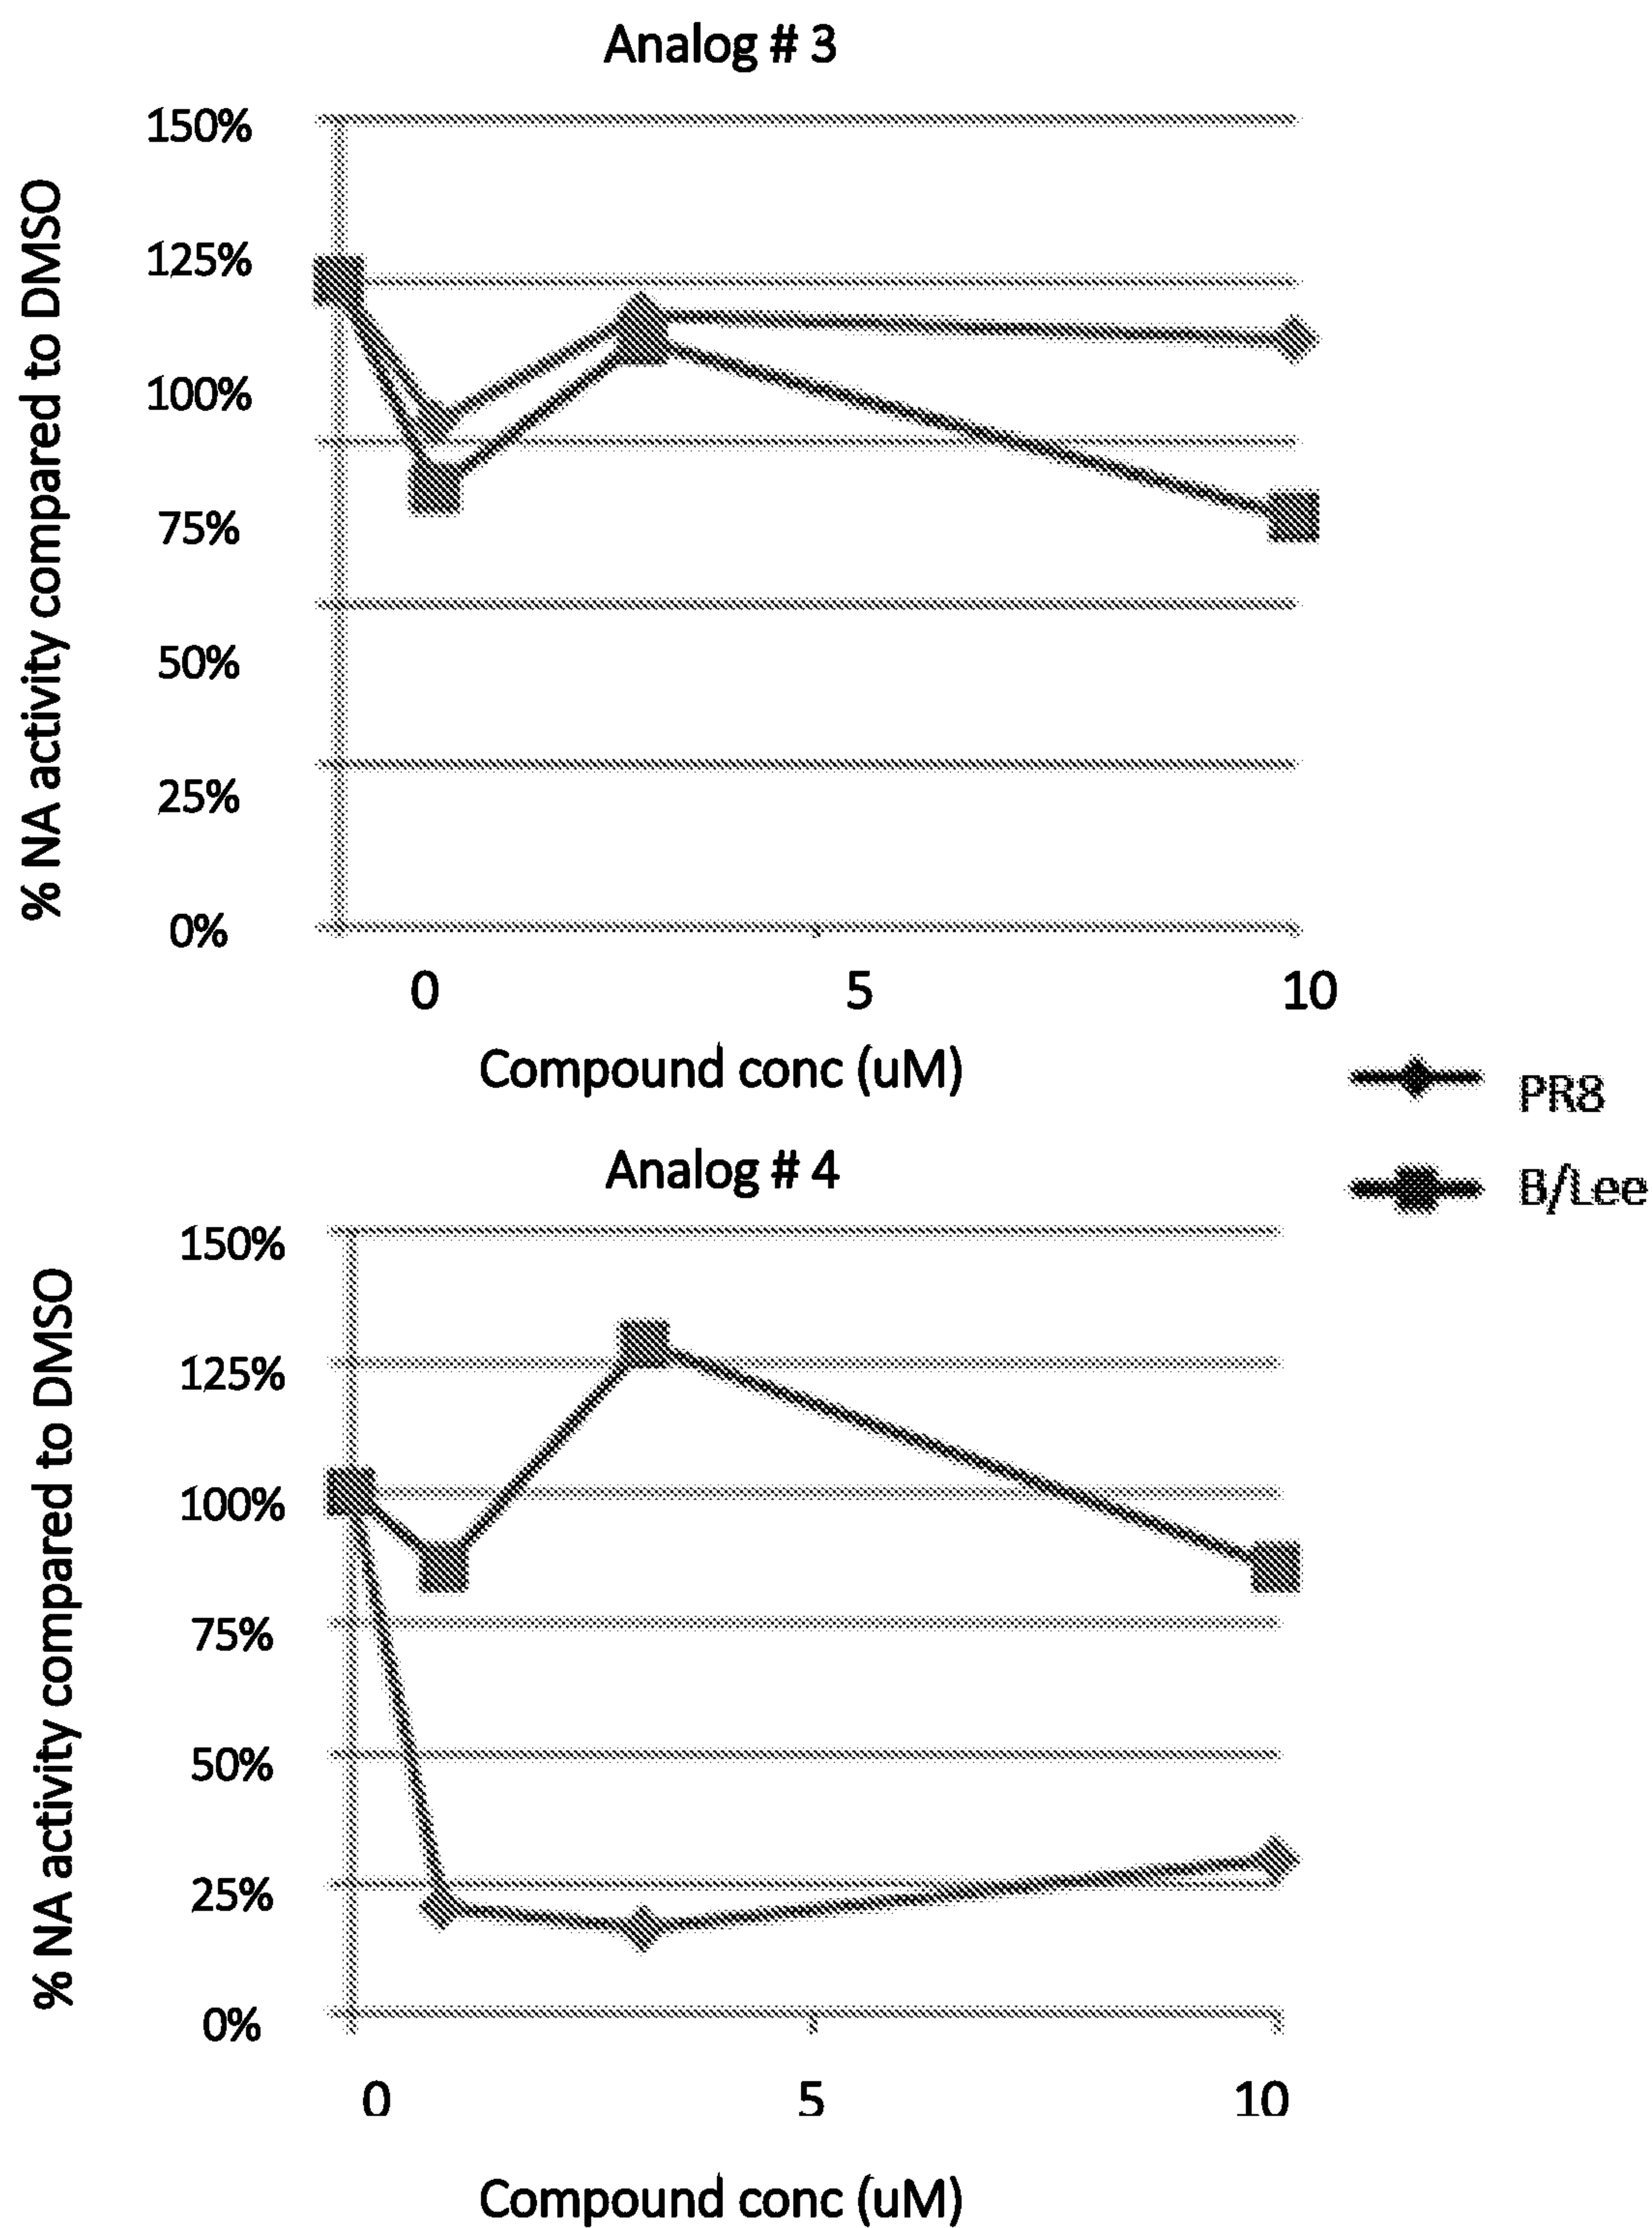 Analog # 3
% NA activity compared to DMSO
150%
125%
100%
75%
50%
25%
0%
0 5 10
Compound conc (uM)
PR8
B/Lee
Analog # 4
% NA activity compared to DMSO
150%
125%
100%
75%
50%
25%
0%
0 5 10
Compound conc (uM)